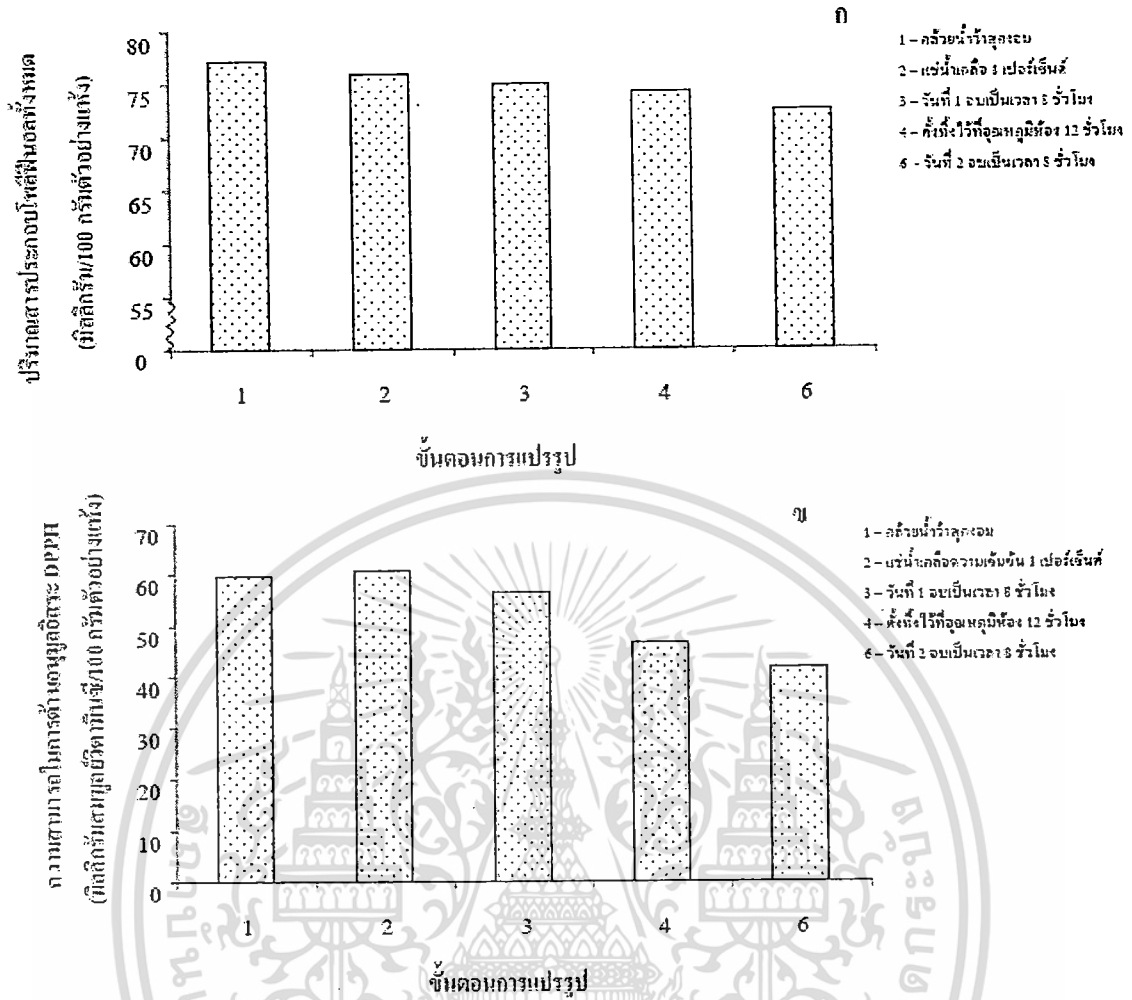 ก
ปริมาณสารประกอบโพลีฟีนอลทั้งหมด
(มิลลิกรัม/100 กรัมตัวอย่างแห้ง)
80
75
70
65
60
55
0
1 2 3 4 6
ขั้นตอนการแปรรูป
1 – กล้วยน้ำว้าสุกงอม
2 – แช่น้ำเกลือ 1 เปอร์เซ็นต์
3 – วันที่ 1 อบเป็นเวลา 8 ชั่วโมง
4 – ตั้งทิ้งไว้ที่อุณหภูมิห้อง 12 ชั่วโมง
6 - วันที่ 2 อบเป็นเวลา 8 ชั่วโมง
ข
ความสามารถในการต้านอนุมูลอิสระ DPPH
(มิลลิกรัมสมมูลย์วิตามินซี/100 กรัมตัวอย่างแห้ง)
70
60
50
40
30
20
10
0
1 2 3 4 6
ขั้นตอนการแปรรูป
1 – กล้วยน้ำว้าสุกงอม
2 – แช่น้ำเกลือความเข้มข้น 1 เปอร์เซ็นต์
3 – วันที่ 1 อบเป็นเวลา 8 ชั่วโมง
4 – ตั้งทิ้งไว้ที่อุณหภูมิห้อง 12 ชั่วโมง
6 – วันที่ 2 อบเป็นเวลา 8 ชั่วโมง